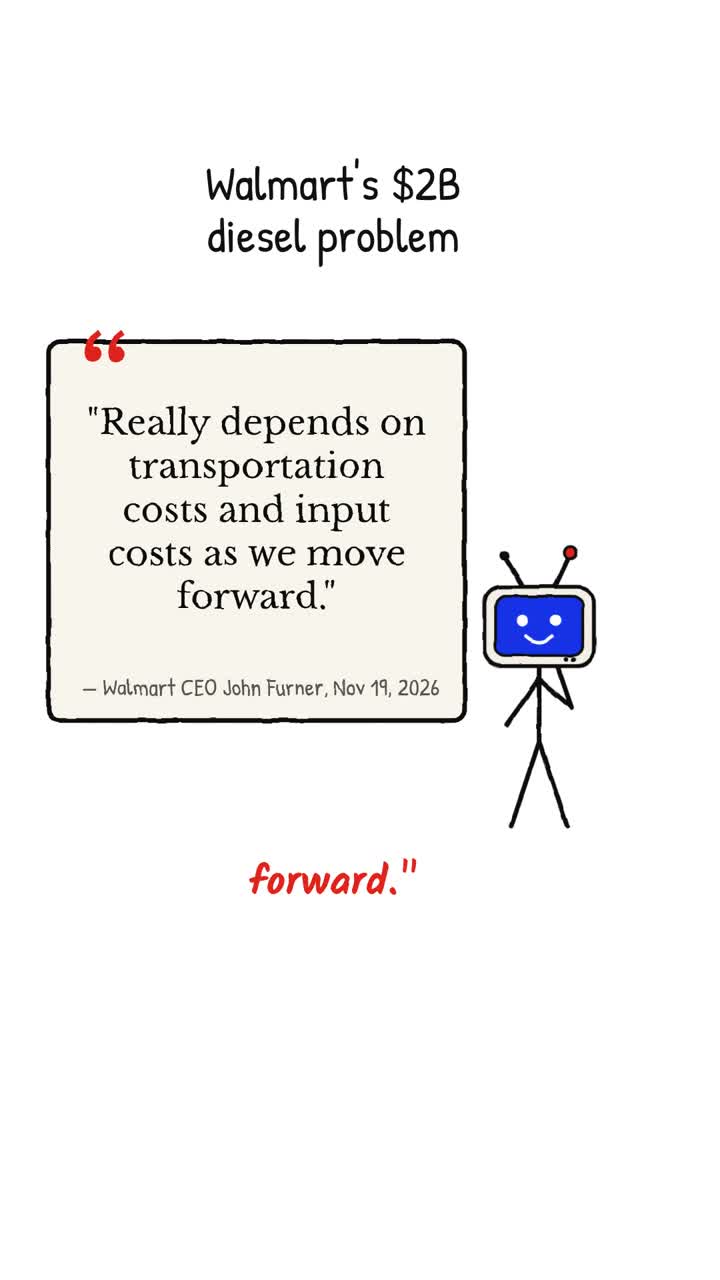 Walmart's $2B
diesel problem
“
"Really depends on
transportation
costs and input
costs as we move
forward."
— Walmart CEO John Furner, Nov 19, 2026
forward."